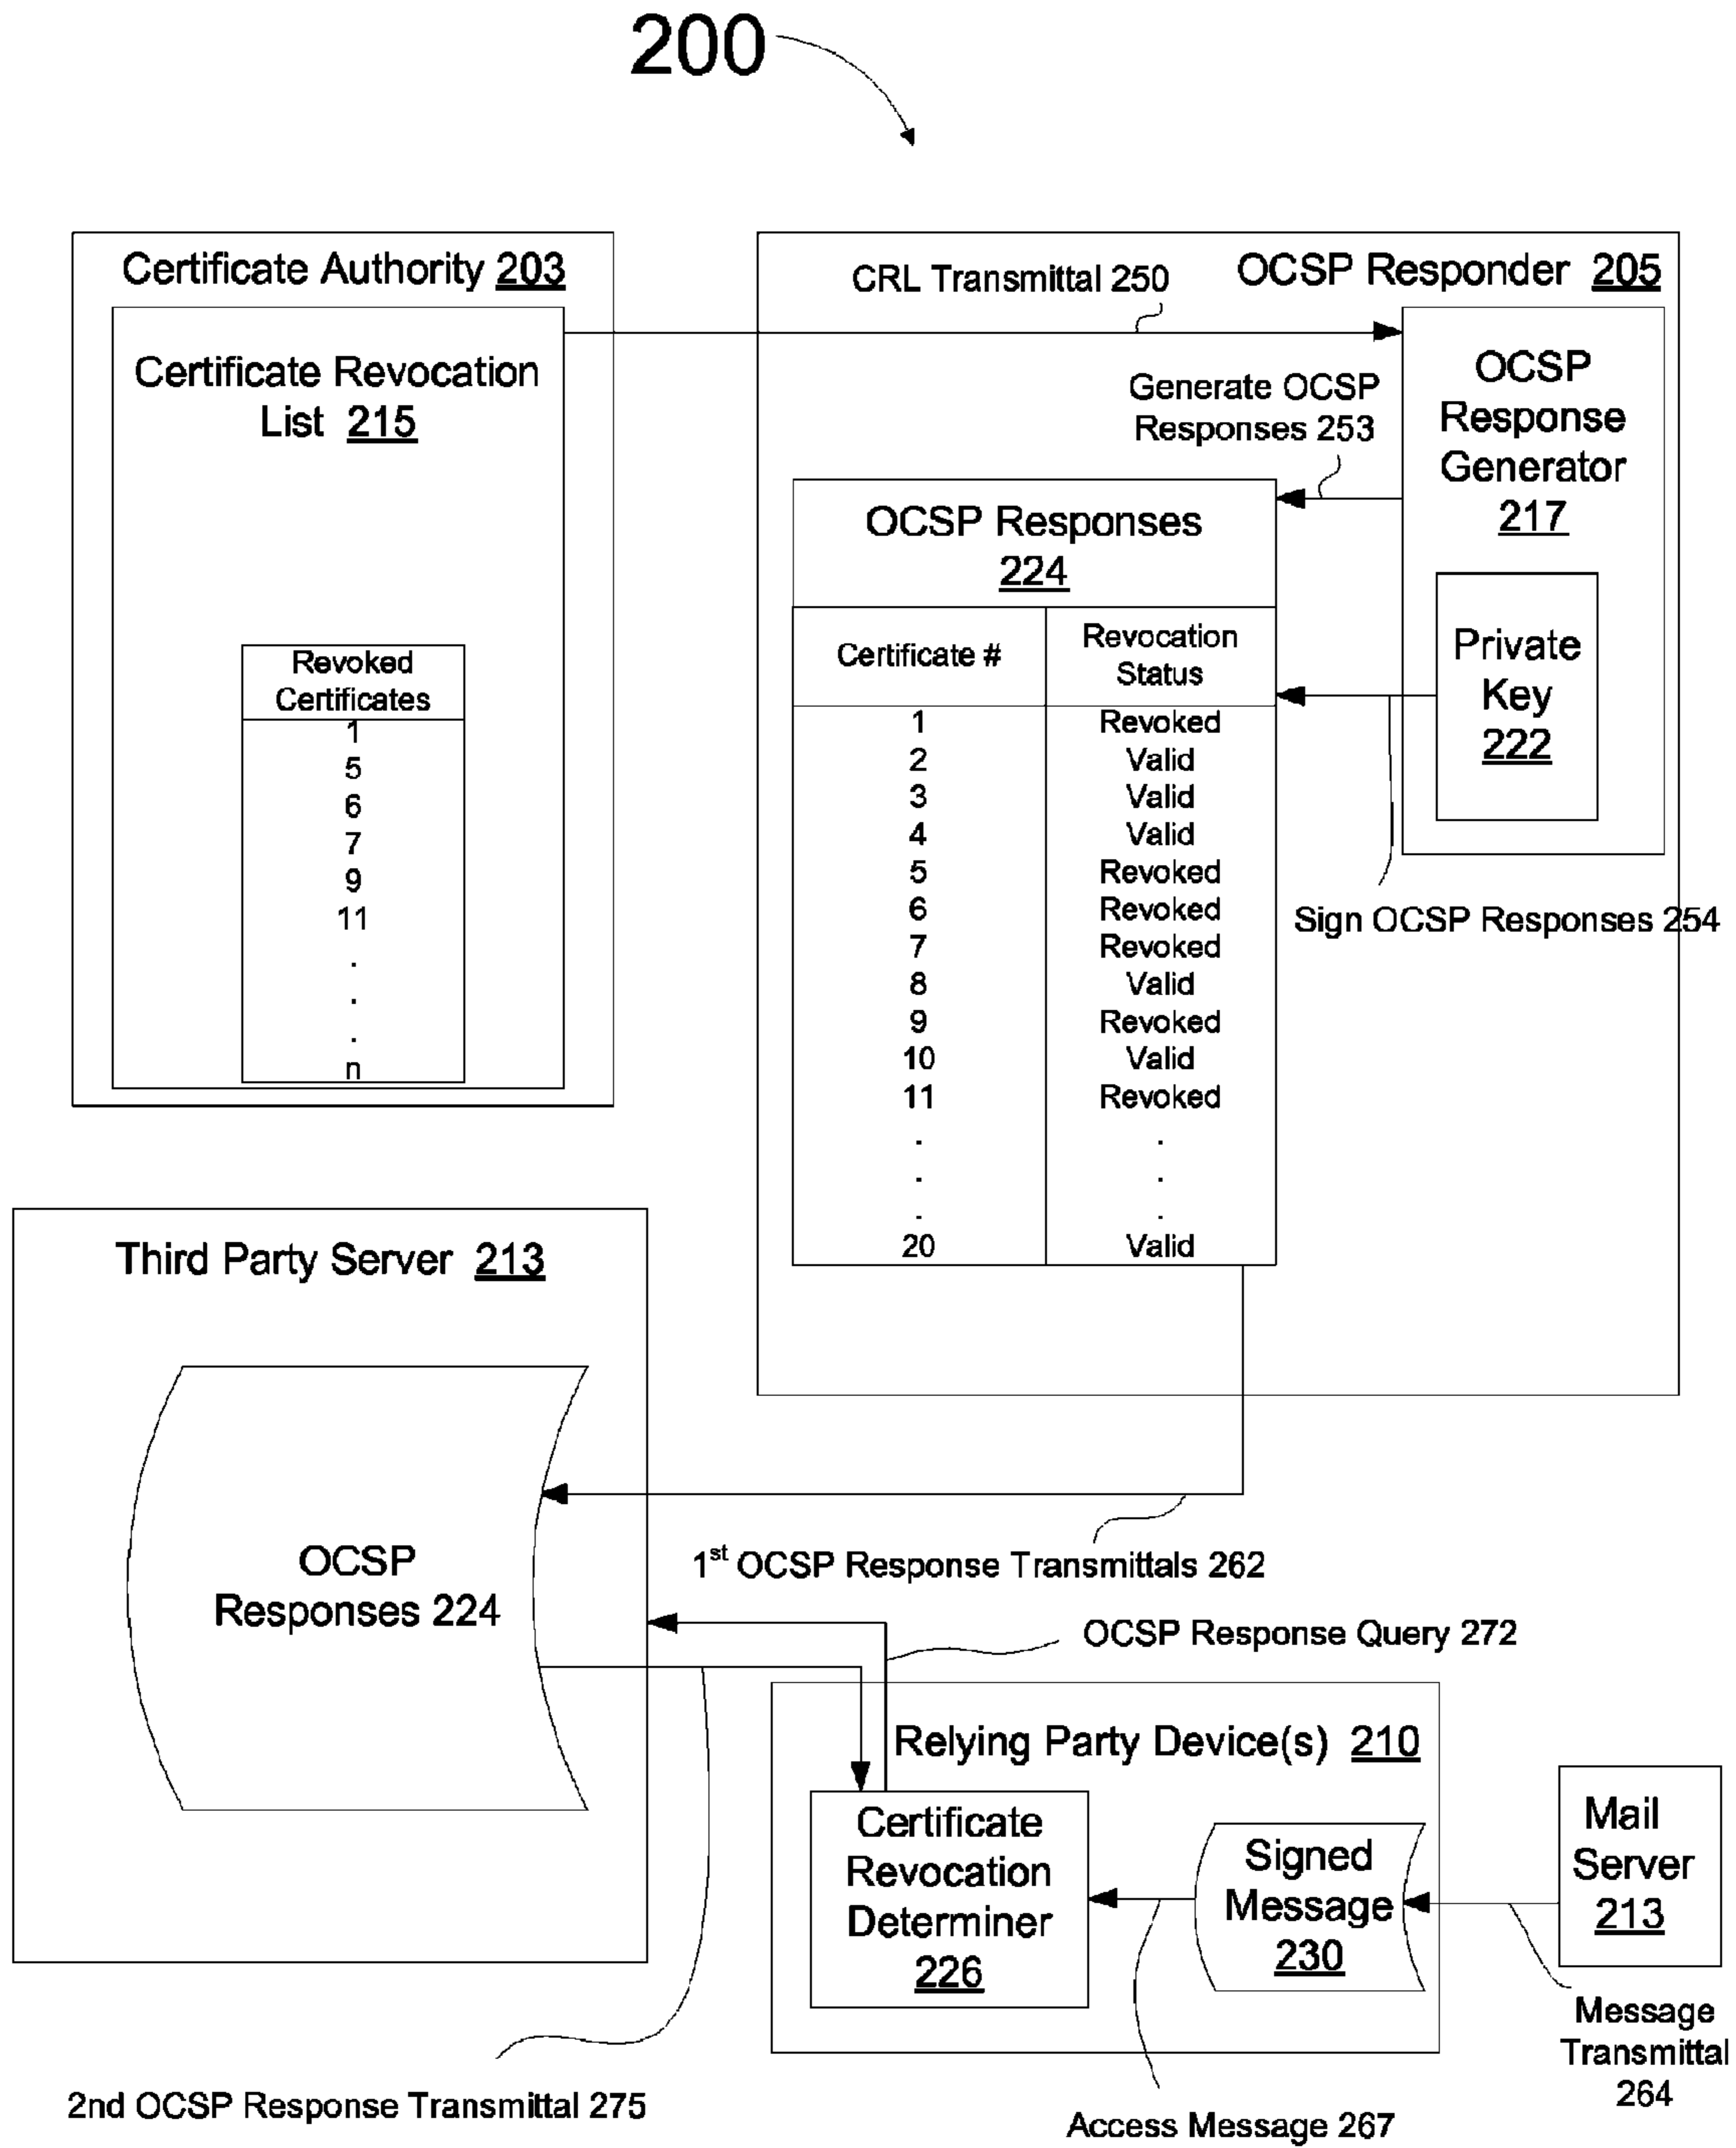 200
Certificate Authority 203
Certificate Revocation
List 215
Revoked
Certificates
1
5
6
7
9
11
.
.
.
n
CRL Transmittal 250
OCSP Responder 205
OCSP
Response
Generator
217
Generate OCSP
Responses 253
Private
Key
222
Sign OCSP Responses 254
OCSP Responses
224
Certificate # Revocation
Status
1 Revoked
2 Valid
3 Valid
4 Valid
5 Revoked
6 Revoked
7 Revoked
8 Valid
9 Revoked
10 Valid
11 Revoked
. .
. .
. .
20 Valid
Third Party Server 213
OCSP
Responses 224
1st OCSP Response Transmittals 262
OCSP Response Query 272
Relying Party Device(s) 210
Certificate
Revocation
Determiner
226
Signed
Message
230
Mail
Server
213
Message
Transmittal
264
2nd OCSP Response Transmittal 275
Access Message 267